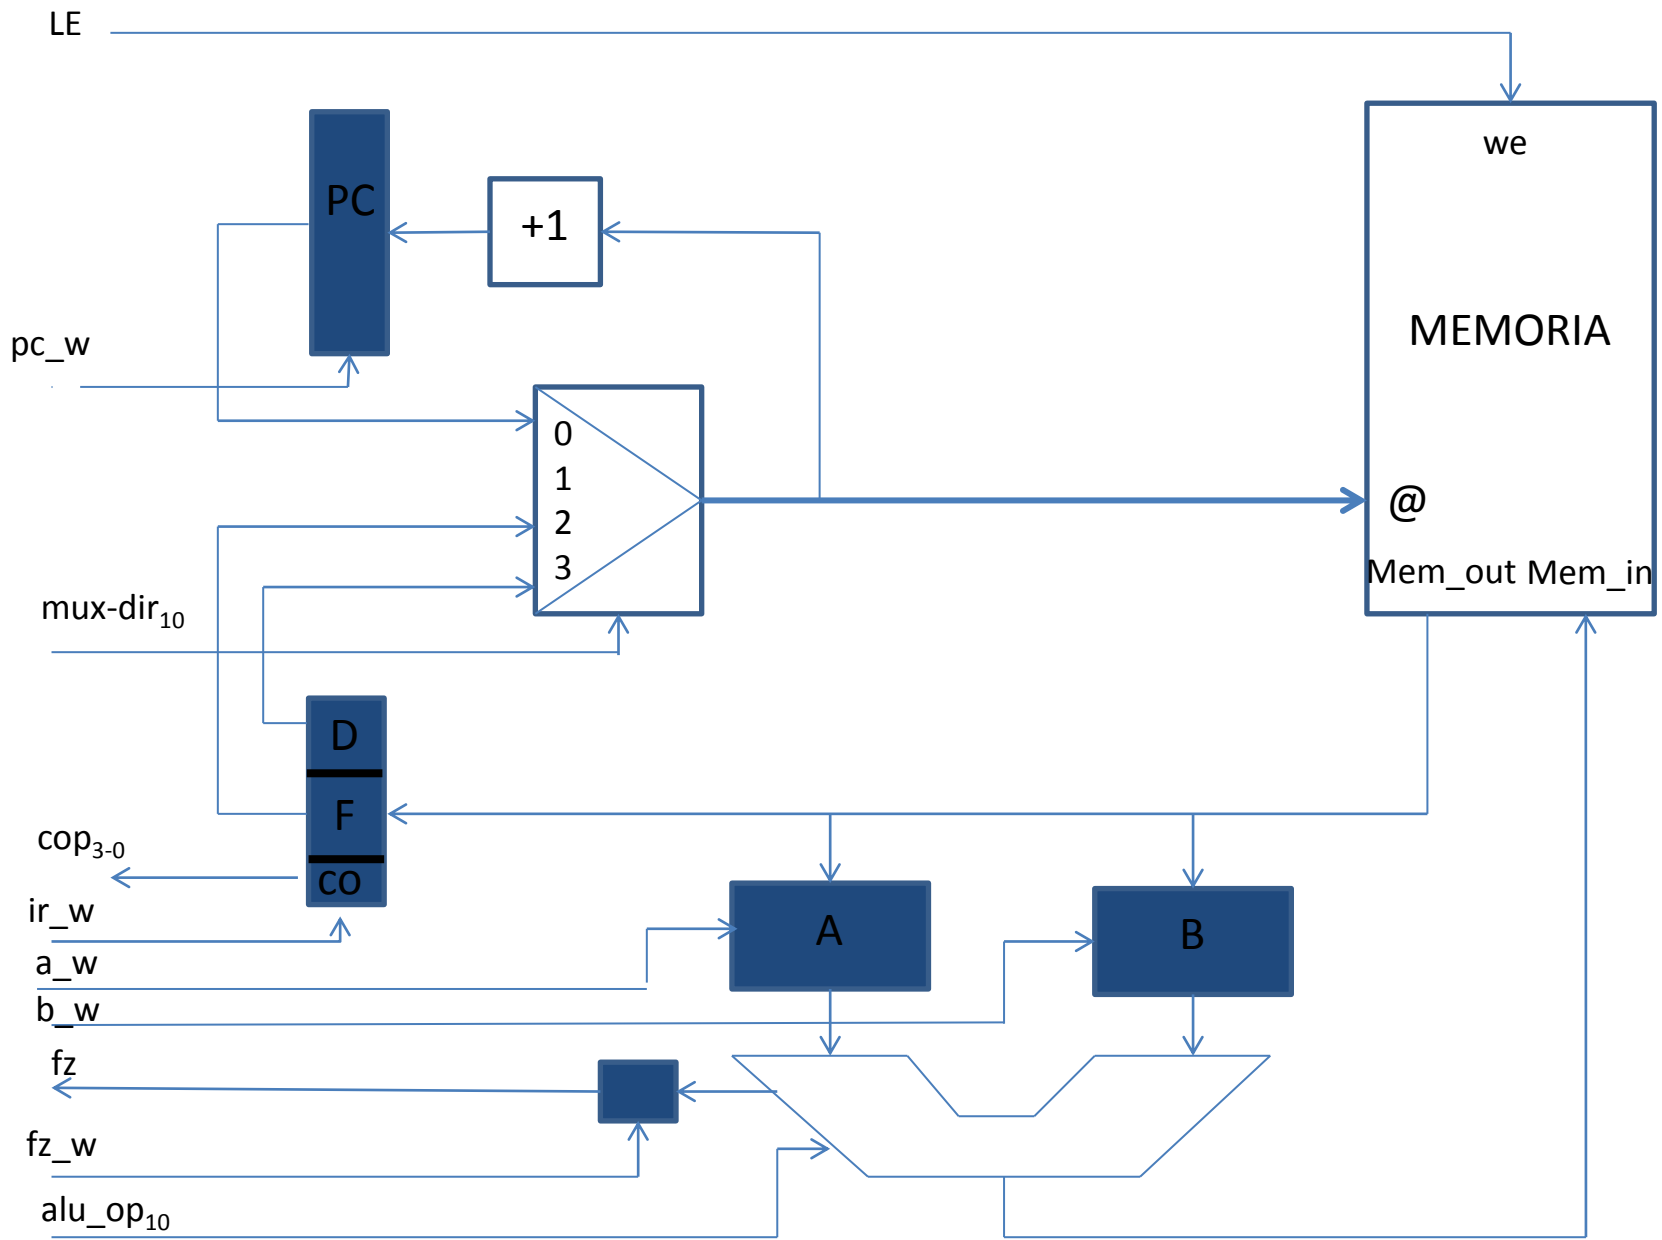 LE
we
PC
+1
MEMORIA
pc_w
0
1
2
3
@
Mem_out Mem_in
mux-dir10
D
F
cop3-0
co
ir_w
A
B
a_w
b_w
fz
fz_w
alu_op10